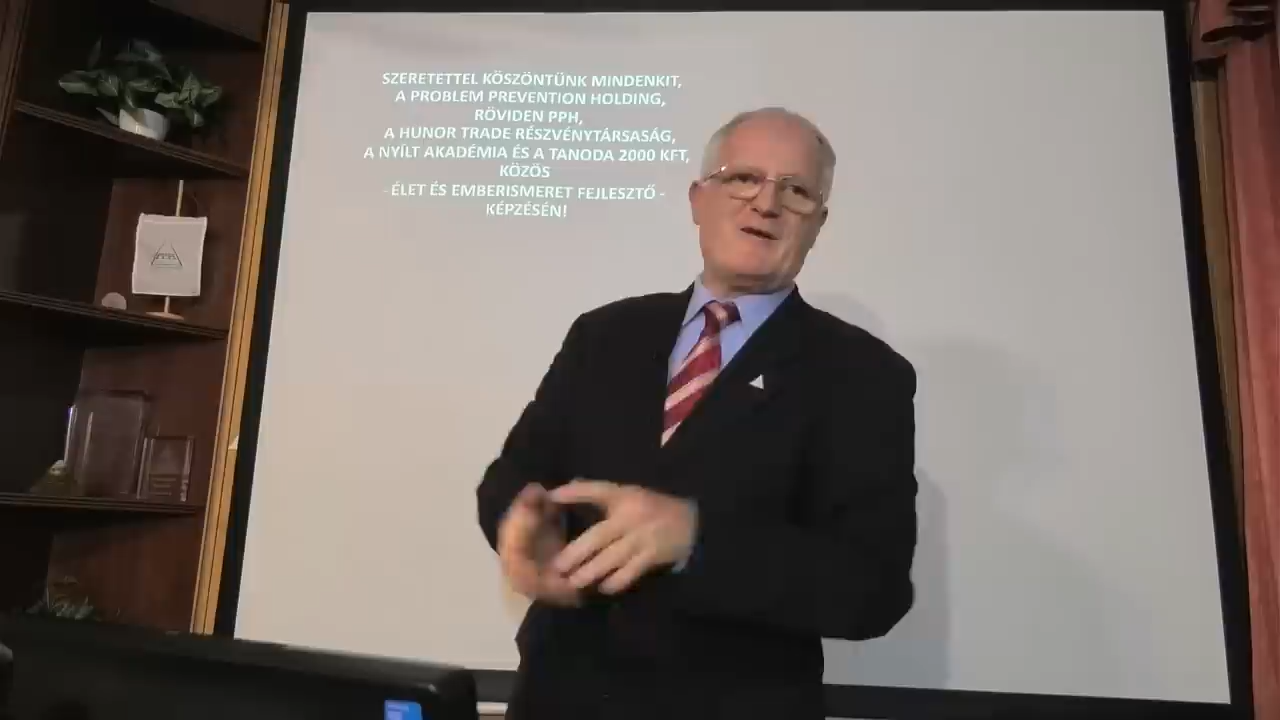 SZERETETTEL KÖSZÖNTÜNK MINDENKIT,
A PROBLEM PREVENTION HOLDING,
RÖVIDEN PPH,
A HUNOR TRADE RÉSZVÉNYTÁRSASÁG,
A NYÍLT AKADÉMIA ÉS A TANODA 2000 KFT,
KÖZÖS
- ÉLET ÉS EMBERISMERET FEJLESZTŐ -
KÉPZÉSÉN!